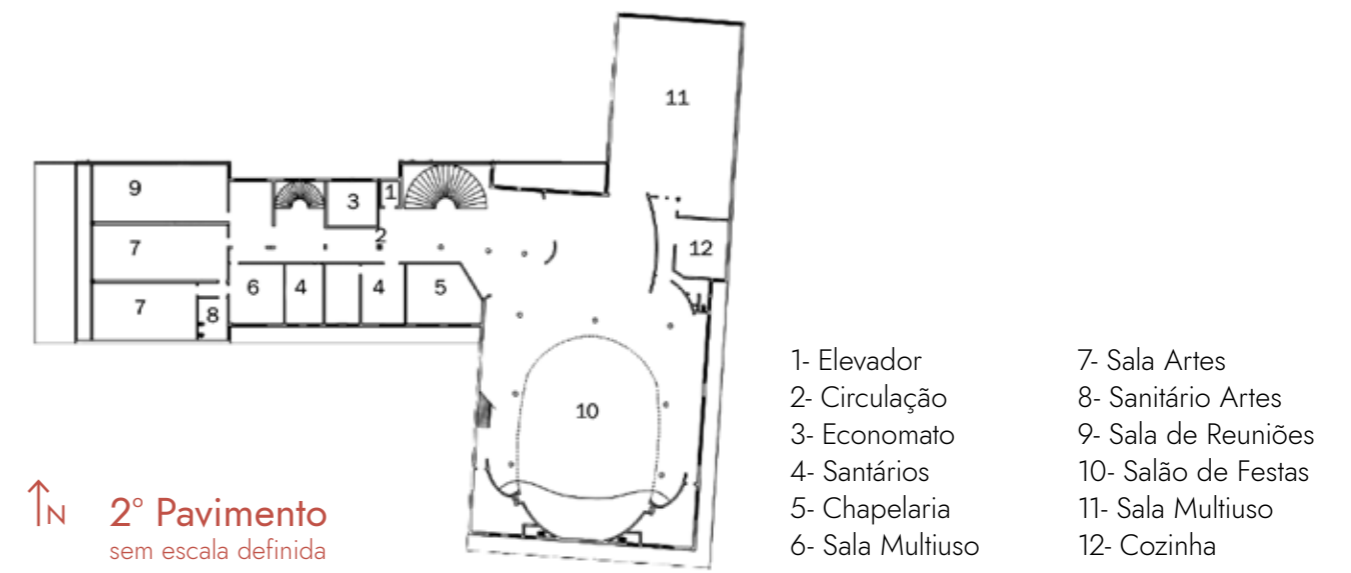 11
9
3
1
2
7
12
6
4
4
5
7
8
10
N
2° Pavimento
sem escala definida
1- Elevador
2- Circulação
3- Economato
4- Santários
5- Chapelaria
6- Sala Multiuso
7- Sala Artes
8- Sanitário Artes
9- Sala de Reuniões
10- Salão de Festas
11- Sala Multiuso
12- Cozinha